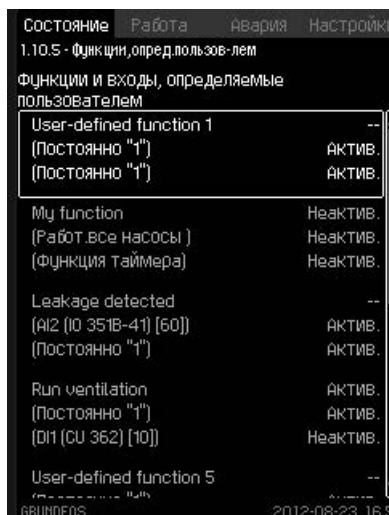 Состояние Работа Авария Настройки
1.10.5 - Функции,опред.пользов-лем
Функции и входы, определяемые
пользователем
User-defined function 1 --
(Постоянно "1") Актив.
(Постоянно "1") Актив.
My function Неактив.
(Работ.все насосы ) Неактив.
(Функция таймера) Неактив.
Leakage detected --
(AI2 (IO 351B-41) [60]) Актив.
(Постоянно "1") Актив.
Run ventilation Актив.
(Постоянно "1") Актив.
(DI1 (CU 362) [10]) Неактив.
User-defined function 5 --
GRUNDFOS 2012-08-23 16: